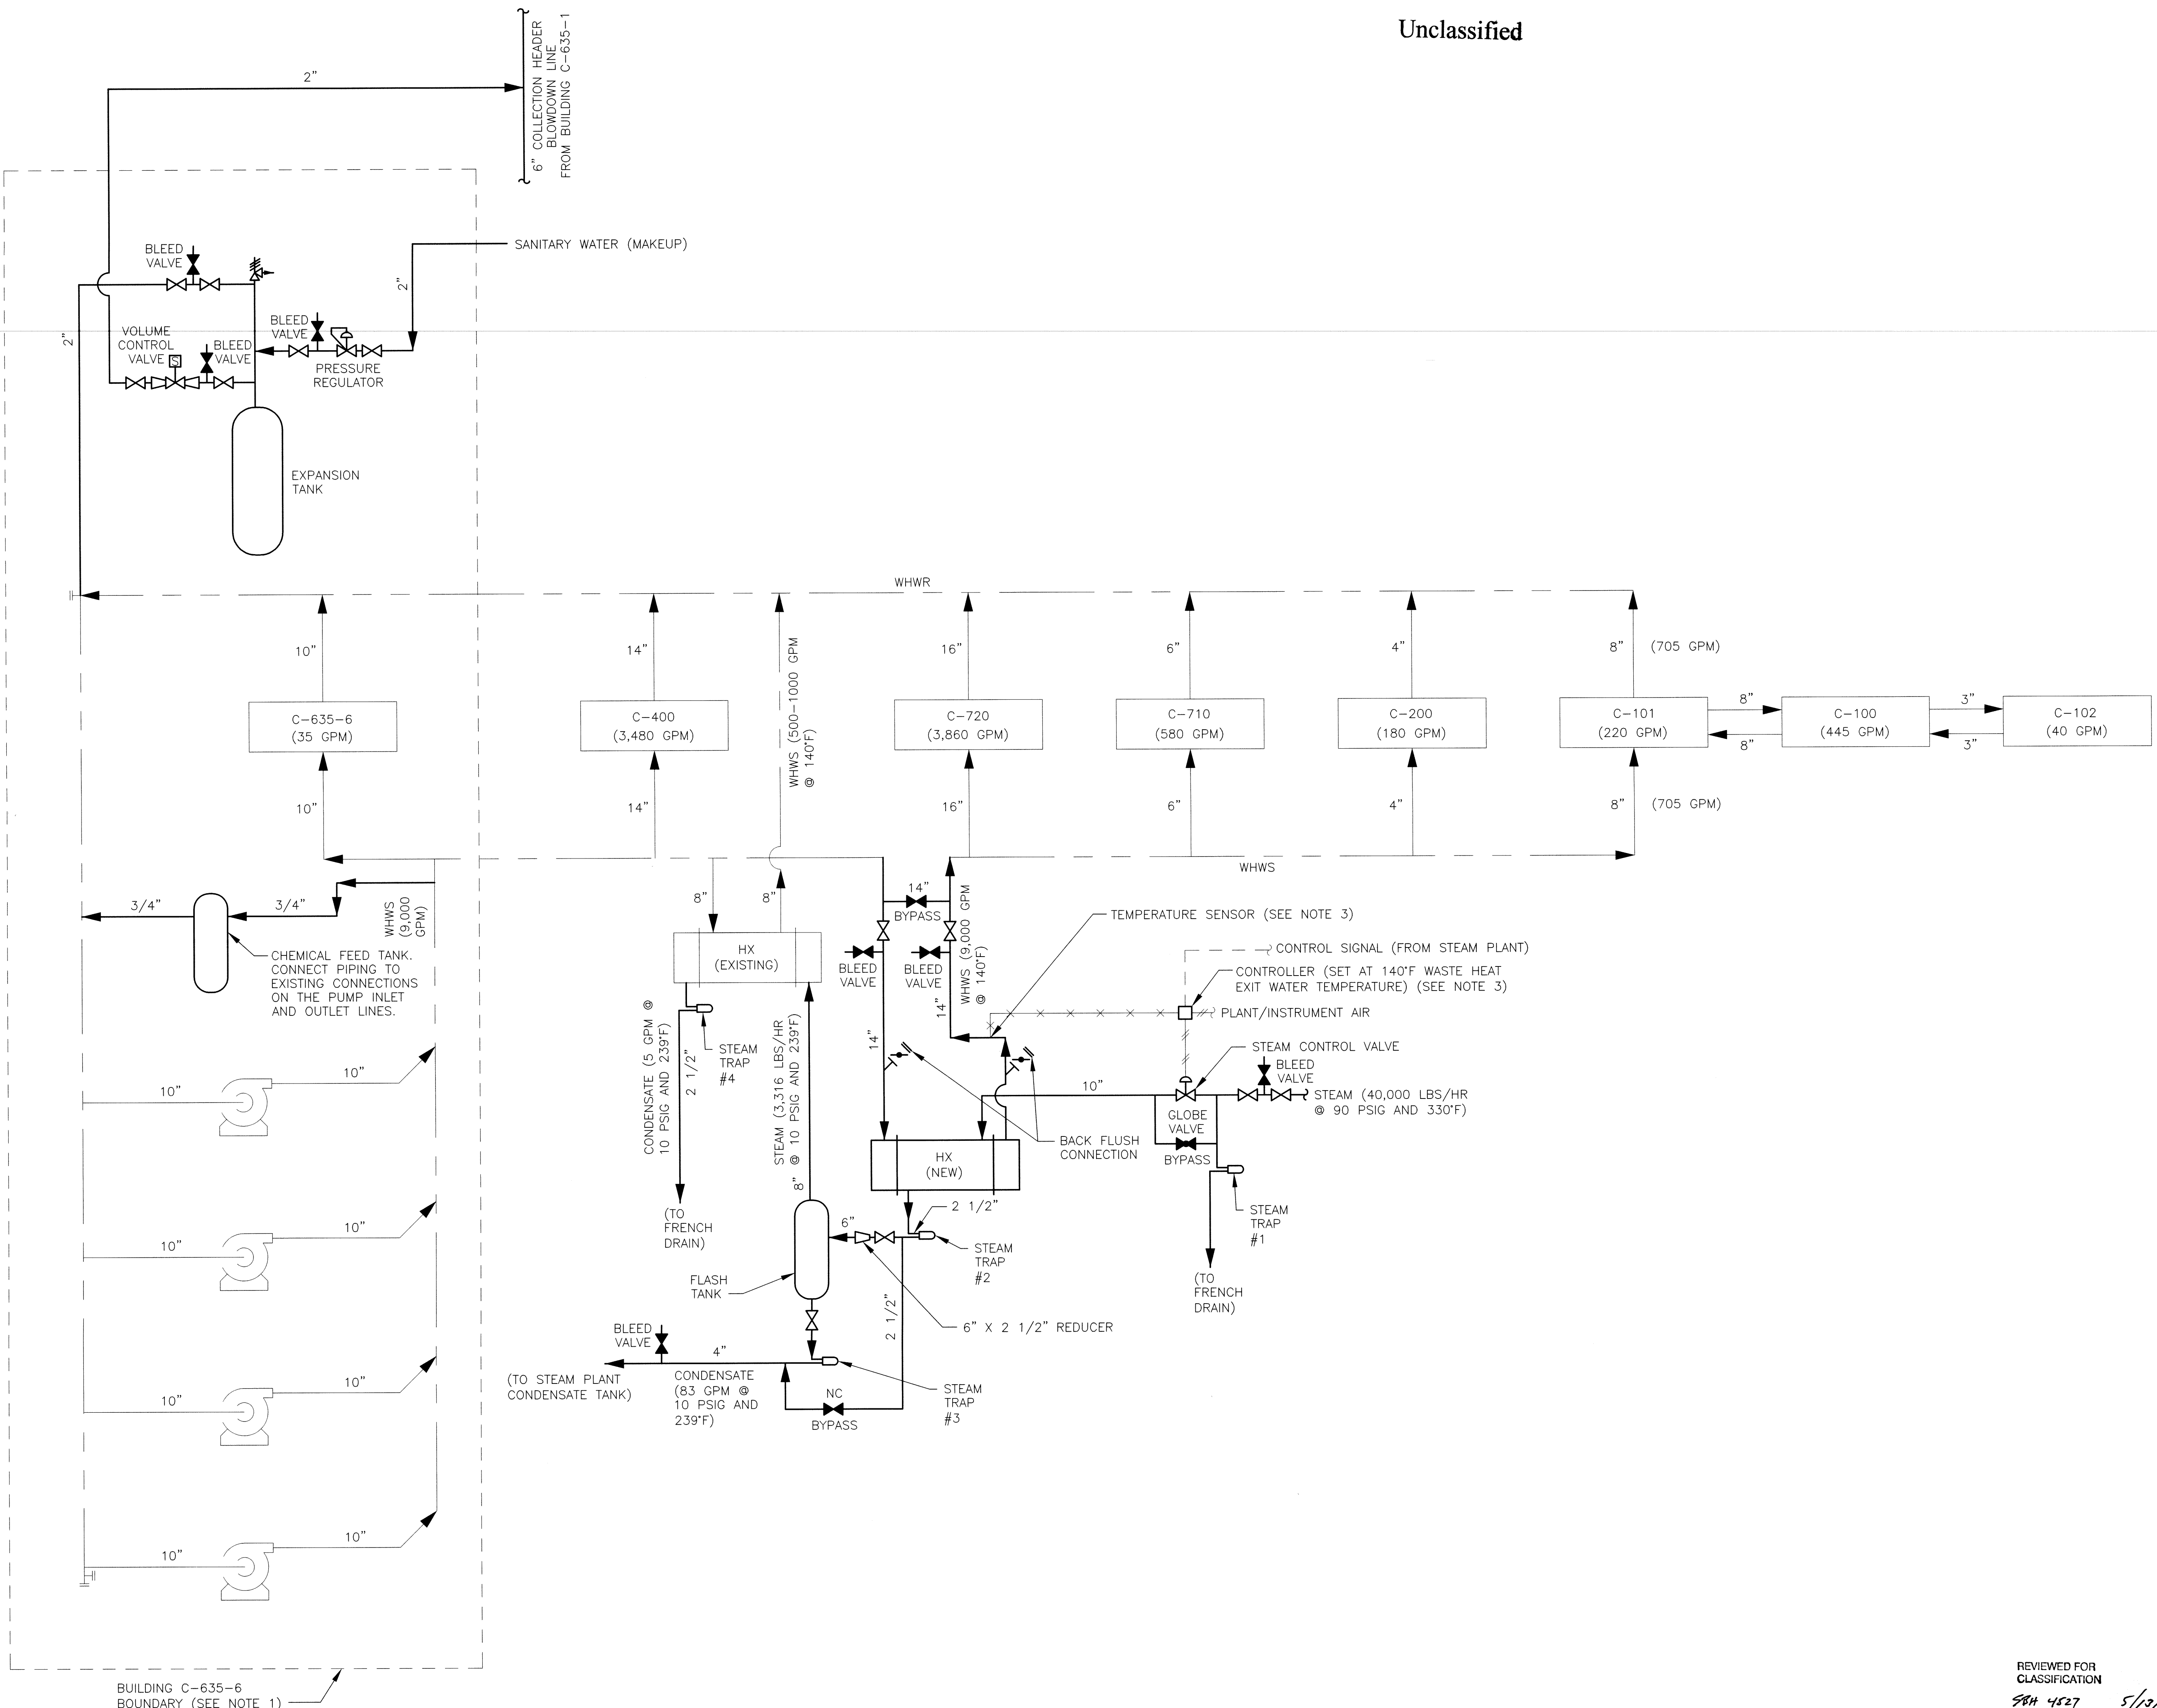 Unclassified
6" COLLECTION HEADER
BLOWDOWN LINE
FROM BUILDING C-635-1
2"
SANITARY WATER (MAKEUP)
2"
BLEED
VALVE
2"
BLEED
VALVE
PRESSURE
REGULATOR
VOLUME
CONTROL
VALVE
S
BLEED
VALVE
EXPANSION
TANK
WHWR
10"
14"
WHWS (500-1000 GPM
@ 140°F)
16"
6"
4"
8"
(705 GPM)
C-635-6
(35 GPM)
C-400
(3,480 GPM)
C-720
(3,860 GPM)
C-710
(580 GPM)
C-200
(180 GPM)
C-101
(220 GPM)
8"
8"
C-100
(445 GPM)
3"
3"
C-102
(40 GPM)
10"
14"
16"
6"
4"
8"
(705 GPM)
WHWS
3/4"
3/4"
WHWS
(9,000
GPM)
CHEMICAL FEED TANK.
CONNECT PIPING TO
EXISTING CONNECTIONS
ON THE PUMP INLET
AND OUTLET LINES.
8"
8"
HX
(EXISTING)
14"
BYPASS
BLEED
VALVE
BLEED
VALVE
WHWS (9,000 GPM
@ 140°F)
14"
14"
TEMPERATURE SENSOR (SEE NOTE 3)
CONTROL SIGNAL (FROM STEAM PLANT)
CONTROLLER (SET AT 140°F WASTE HEAT
EXIT WATER TEMPERATURE) (SEE NOTE 3)
PLANT/INSTRUMENT AIR
STEAM CONTROL VALVE
BLEED
VALVE
STEAM (40,000 LBS/HR
@ 90 PSIG AND 330°F)
10"
GLOBE
VALVE
BYPASS
STEAM
TRAP
#1
(TO
FRENCH
DRAIN)
BACK FLUSH
CONNECTION
HX
(NEW)
CONDENSATE (5 GPM @
10 PSIG AND 239°F)
2 1/2"
STEAM
TRAP
#4
STEAM (3,316 LBS/HR
@ 10 PSIG AND 239°F)
8"
(TO
FRENCH
DRAIN)
2 1/2"
6"
STEAM
TRAP
#2
FLASH
TANK
2 1/2"
6" X 2 1/2" REDUCER
BLEED
VALVE
4"
(TO STEAM PLANT
CONDENSATE TANK)
CONDENSATE
(83 GPM @
10 PSIG AND
239°F)
NC
BYPASS
STEAM
TRAP
#3
10"
10"
10"
10"
10"
10"
10"
10"
BUILDING C-635-6
BOUNDARY (SEE NOTE 1)
REVIEWED FOR
CLASSIFICATION
4527
5/13/